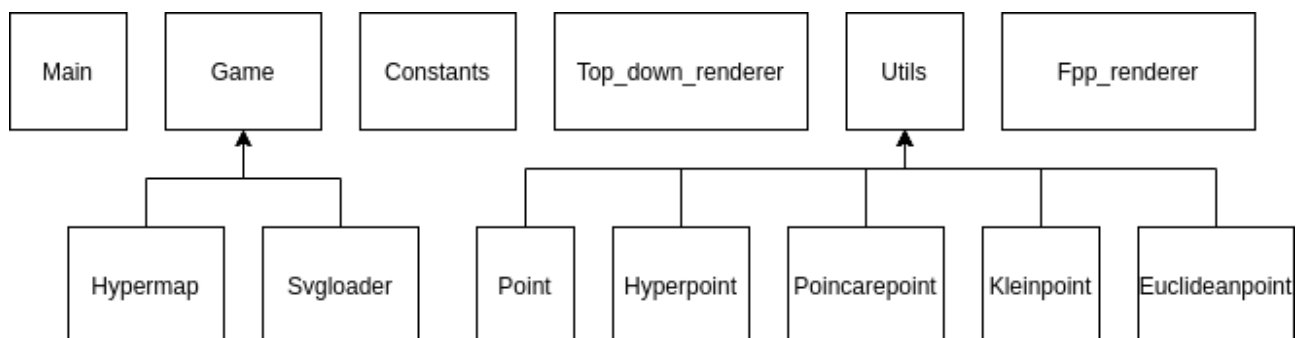 Main
Game
Constants
Top_down_renderer
Utils
Fpp_renderer
Hypermap
Svgloader
Point
Hyperpoint
Poincarepoint
Kleinpoint
Euclideanpoint